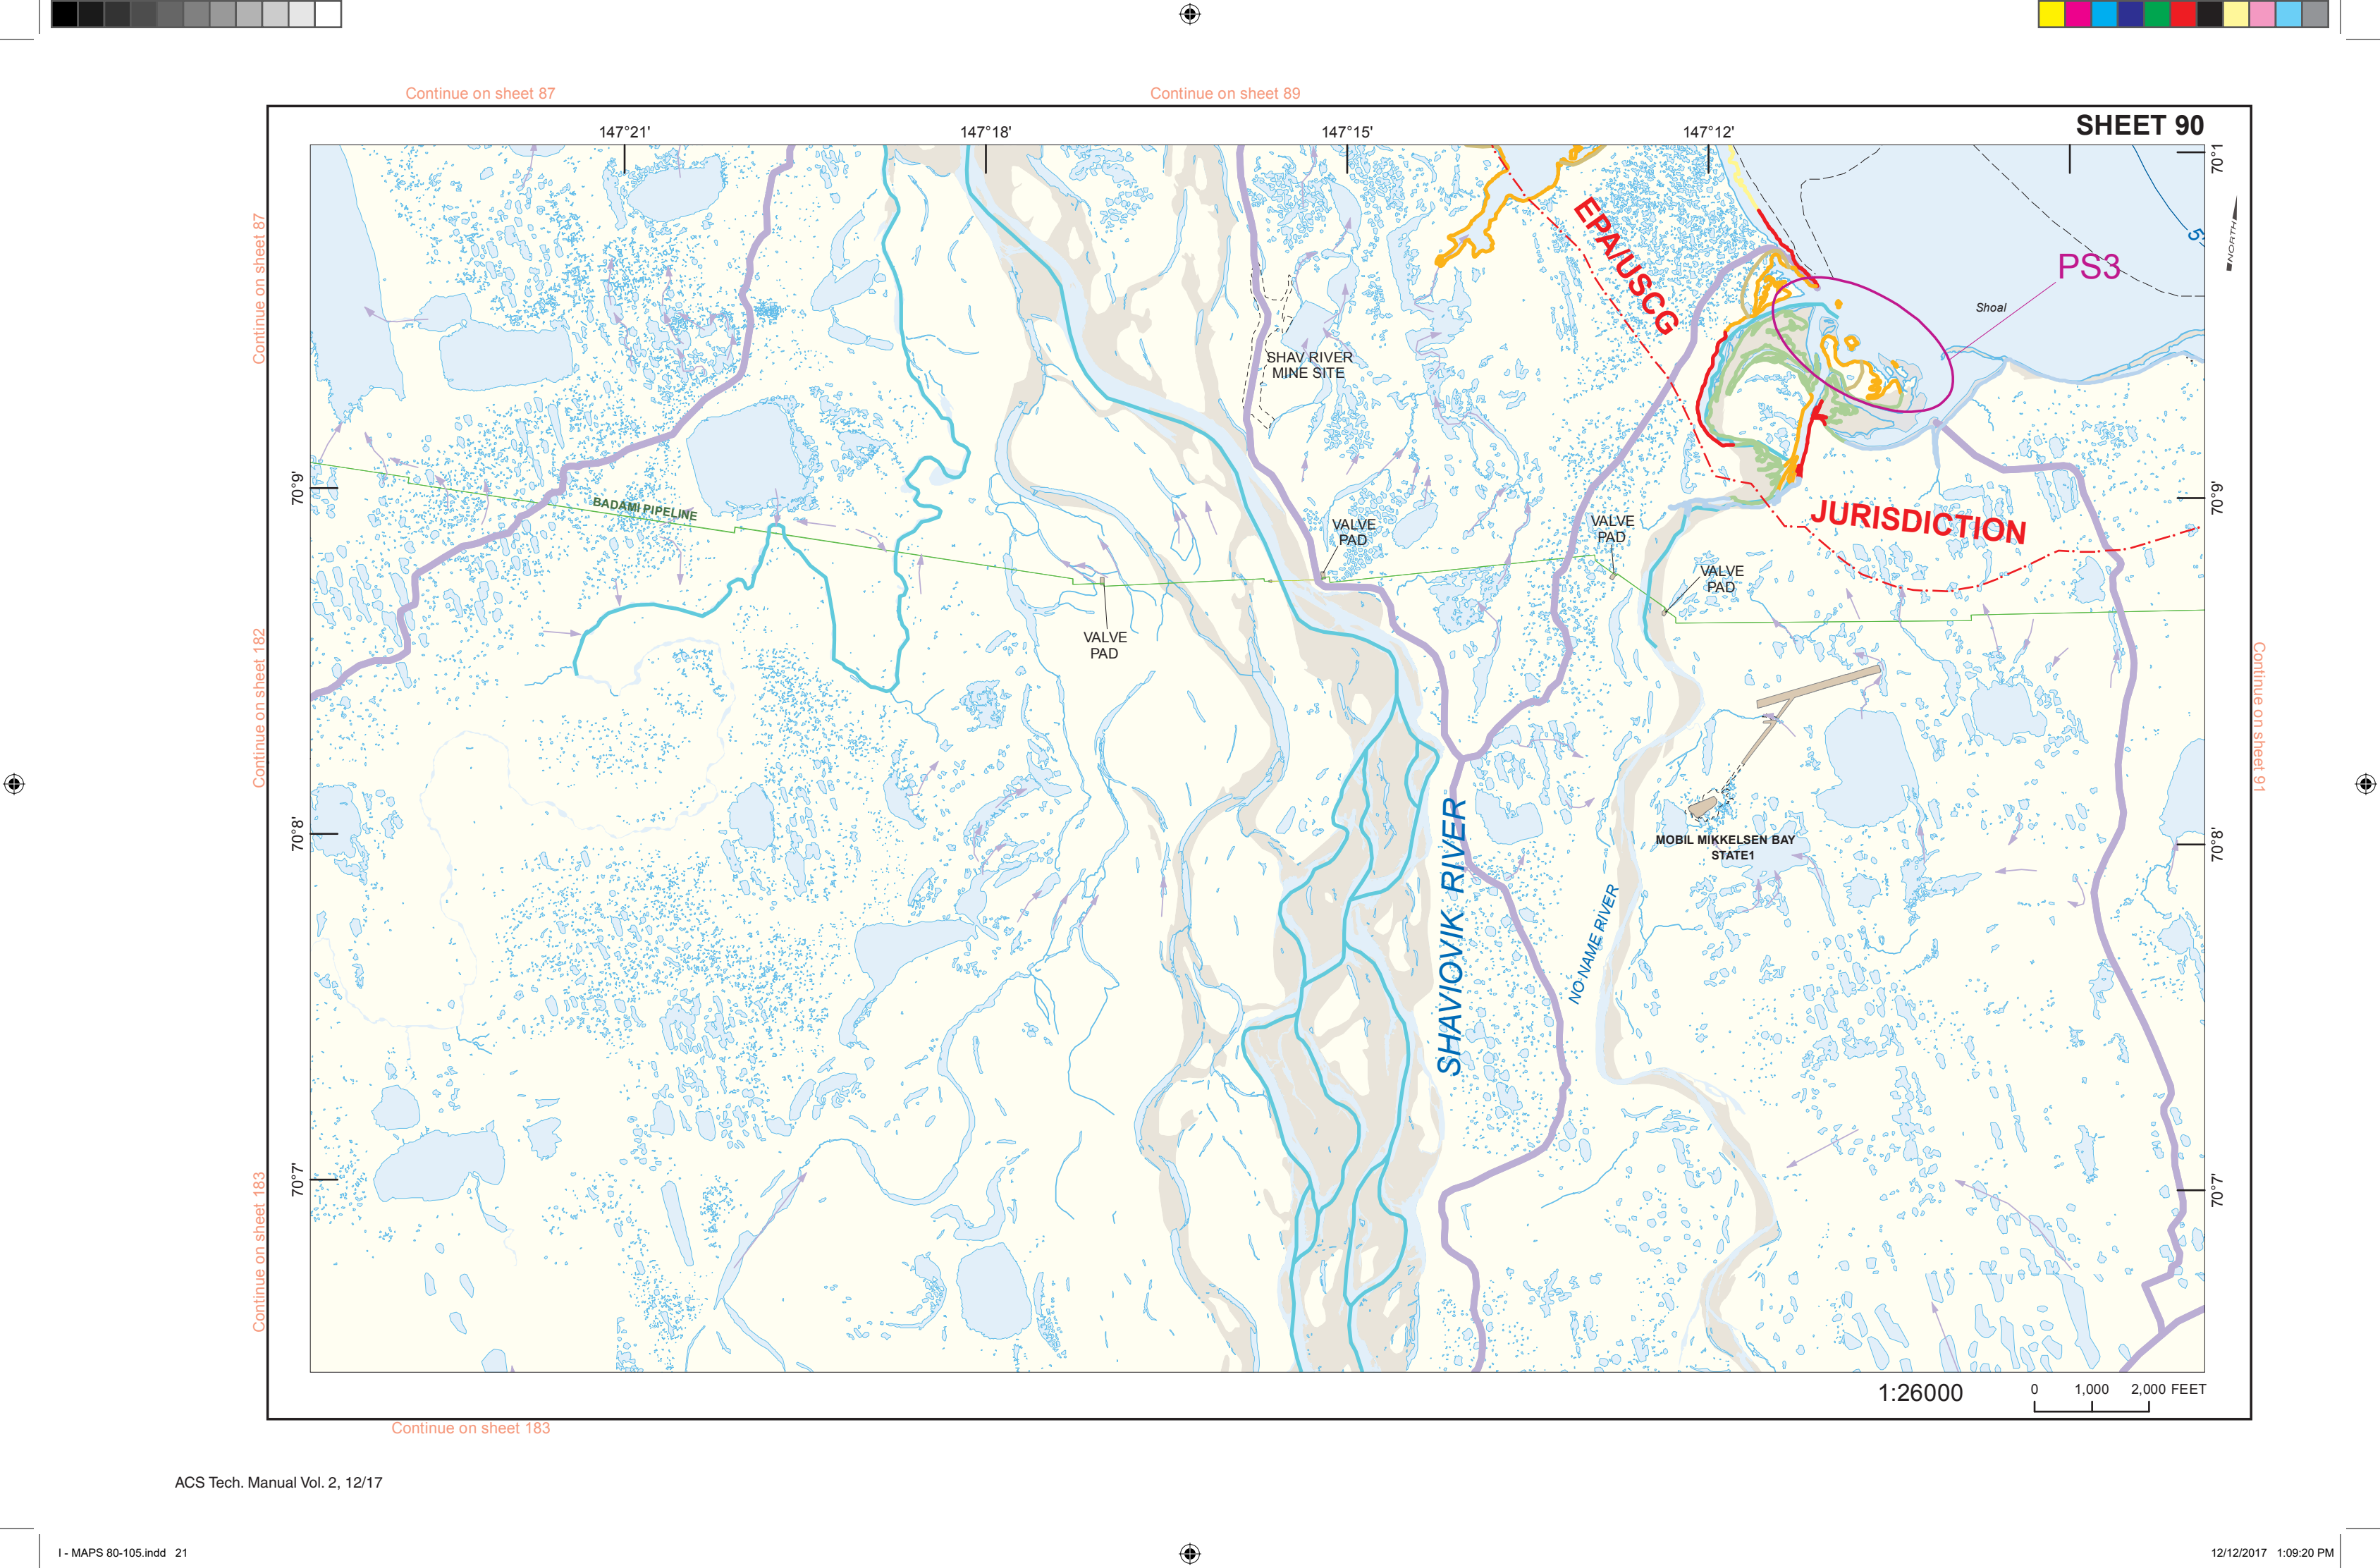 Continue on sheet 87
Continue on sheet 89
SHEET 90
147°21'
147°18'
147°15'
147°12'
70°1
NORTH
5
Continue on sheet 87
EPA/USCG
PS3
Shoal
SHAV RIVER
MINE SITE
70°9'
BADAMI PIPELINE
VALVE
PAD
VALVE
PAD
JURISDICTION
70°9'
VALVE
PAD
VALVE
PAD
Continue on sheet 182
Continue on sheet 91
70°8'
SHAVIOVIK RIVER
MOBIL MIKKELSEN BAY
STATE1
70°8'
NO NAME RIVER
70°7'
70°7'
Continue on sheet 183
1:26000
0 1,000 2,000 FEET
Continue on sheet 183
ACS Tech. Manual Vol. 2, 12/17
I - MAPS 80-105.indd 21
12/12/2017 1:09:20 PM